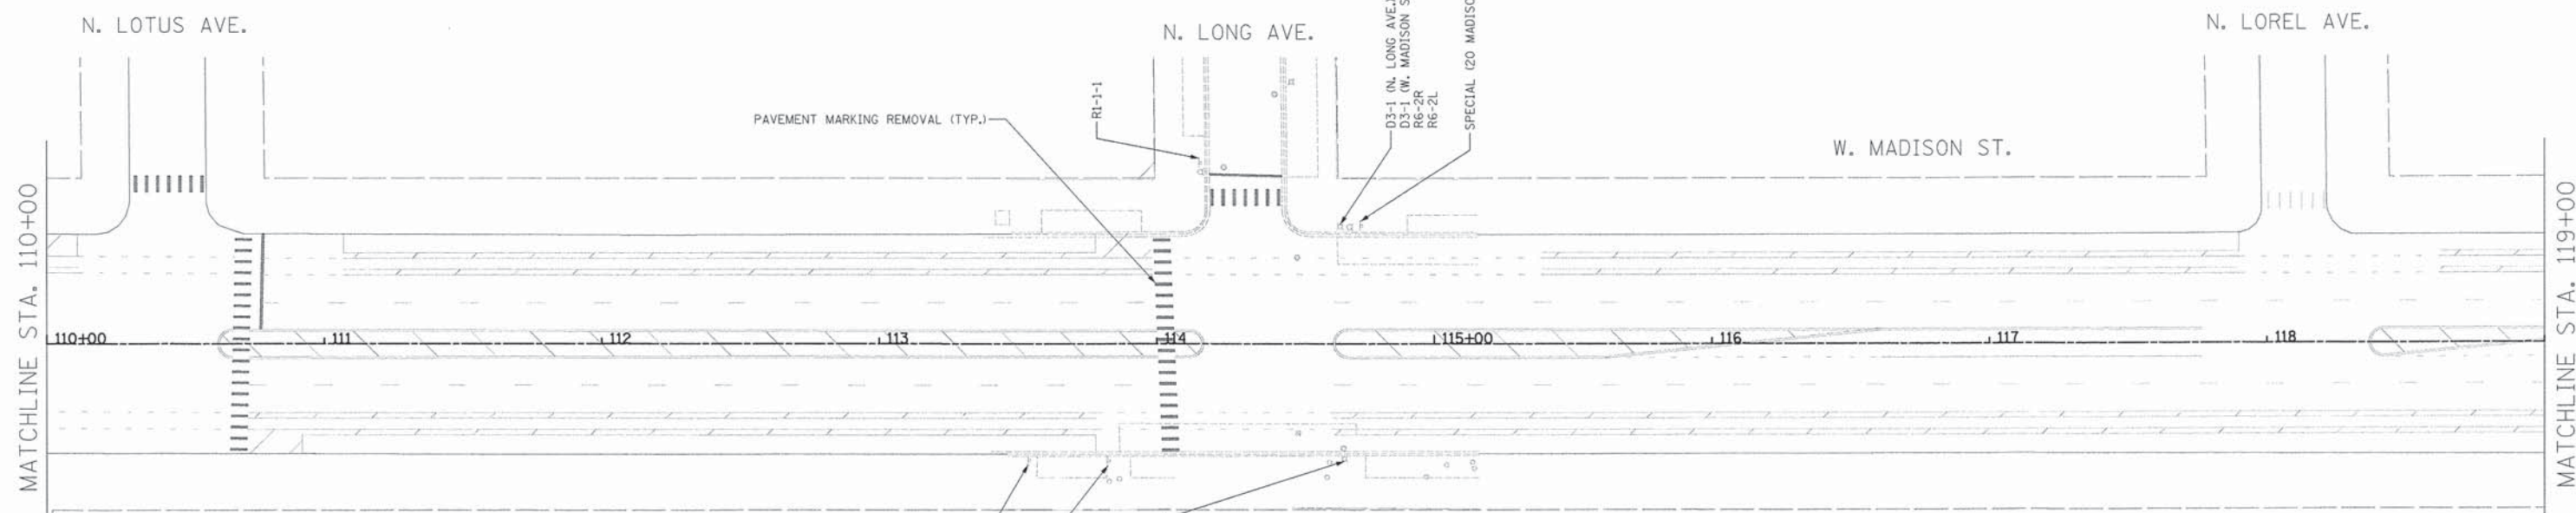 N. LOTUS AVE.
N. LONG AVE.
N. LOREL AVE.
PAVEMENT MARKING REMOVAL (TYP.)
R1-1-1
D3-1 (N. LONG AVE.)
D3-1 (W. MADISON
R6-2R
R6-2L
SPECIAL (20
W. MADISON ST.
MATCHLINE STA. 110+00
110+00
111
112
113
114
115+00
116
117
118
MATCHLINE STA. 119+00